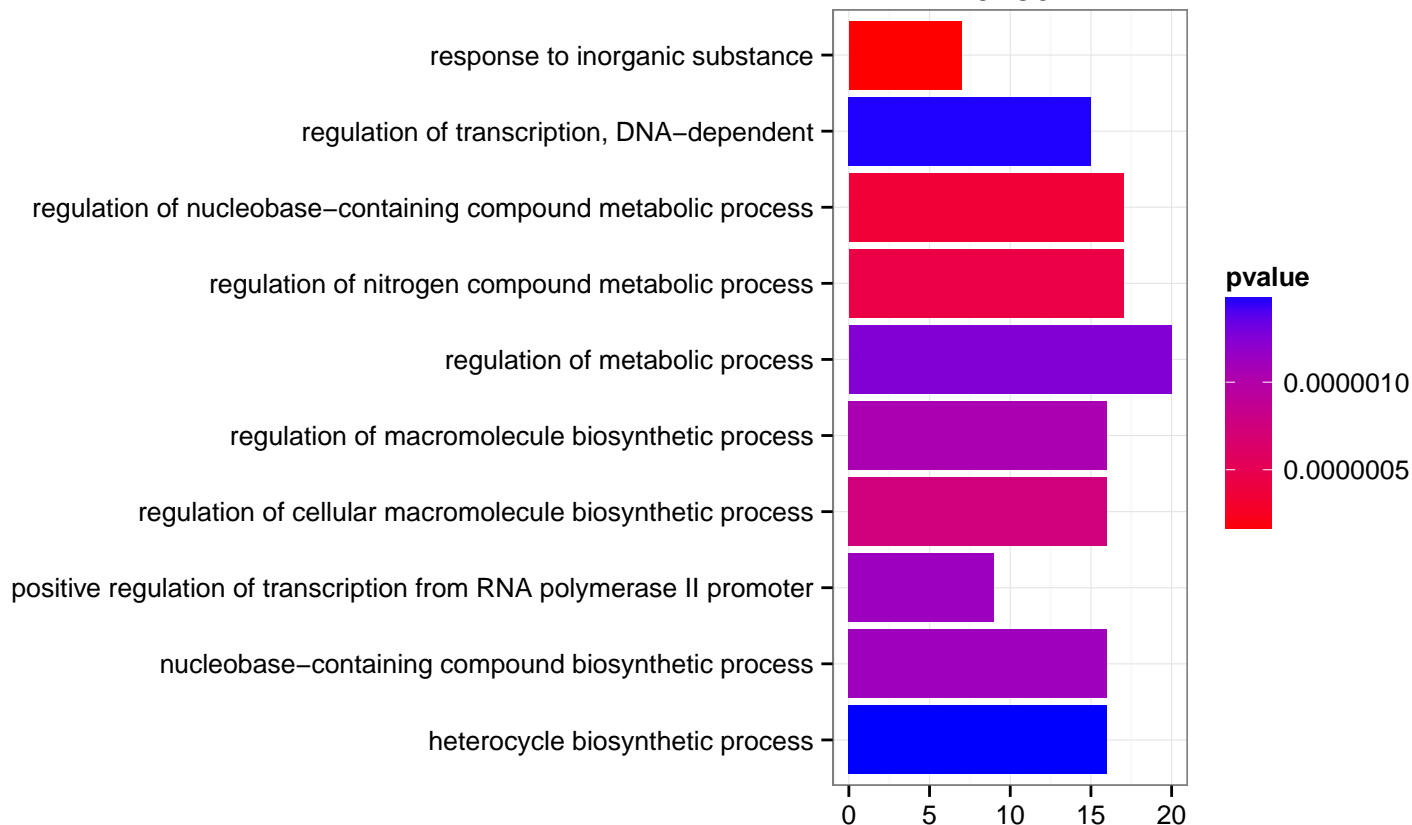 response to inorganic substance
regulation of transcription, DNA−dependent
regulation of nucleobase−containing compound metabolic process
regulation of nitrogen compound metabolic process
regulation of metabolic process
regulation of macromolecule biosynthetic process
regulation of cellular macromolecule biosynthetic process
positive regulation of transcription from RNA polymerase II promoter
nucleobase−containing compound biosynthetic process
heterocycle biosynthetic process
0 5 10 15 20
pvalue
0.0000010
0.0000005